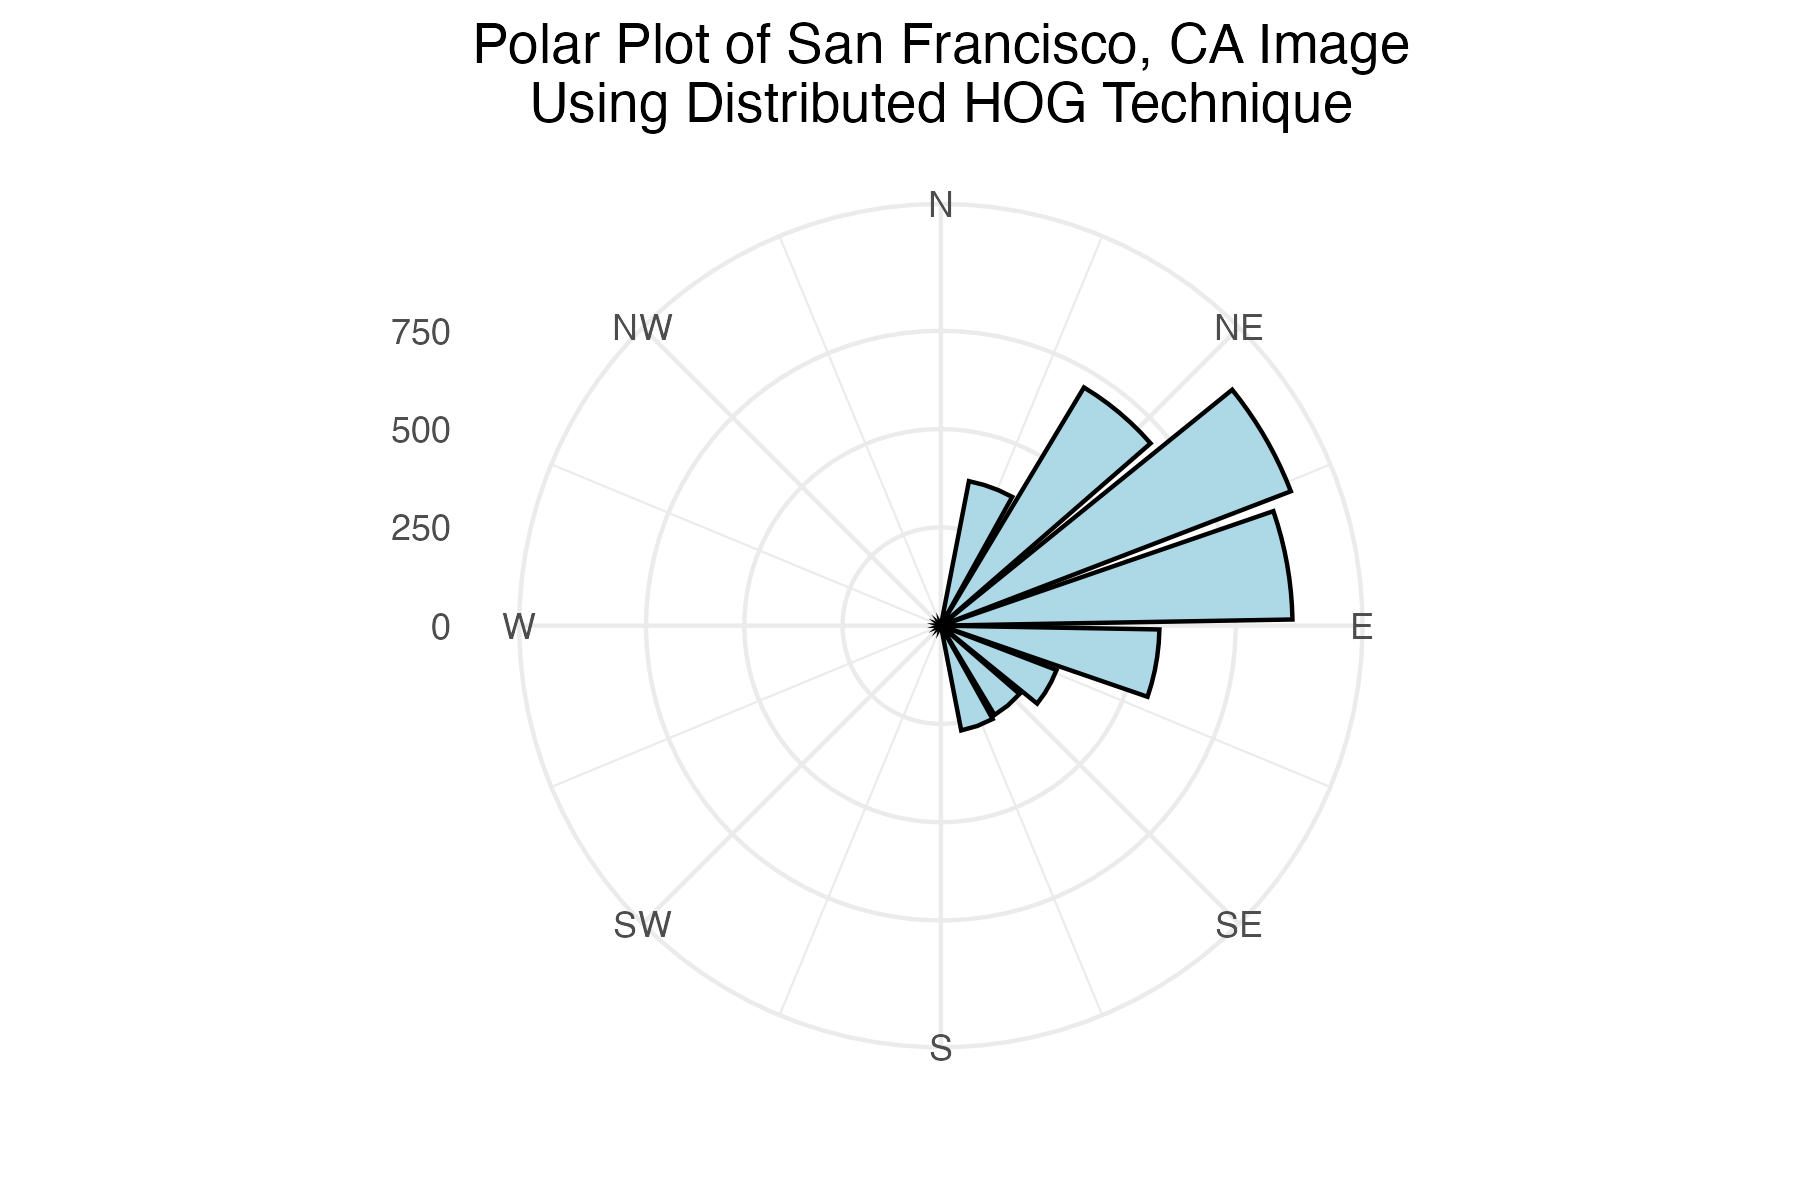 Polar Plot of San Francisco, CA Image
Using Distributed HOG Technique
N
NW
NE
750
500
250
0
W
E
SW
SE
S